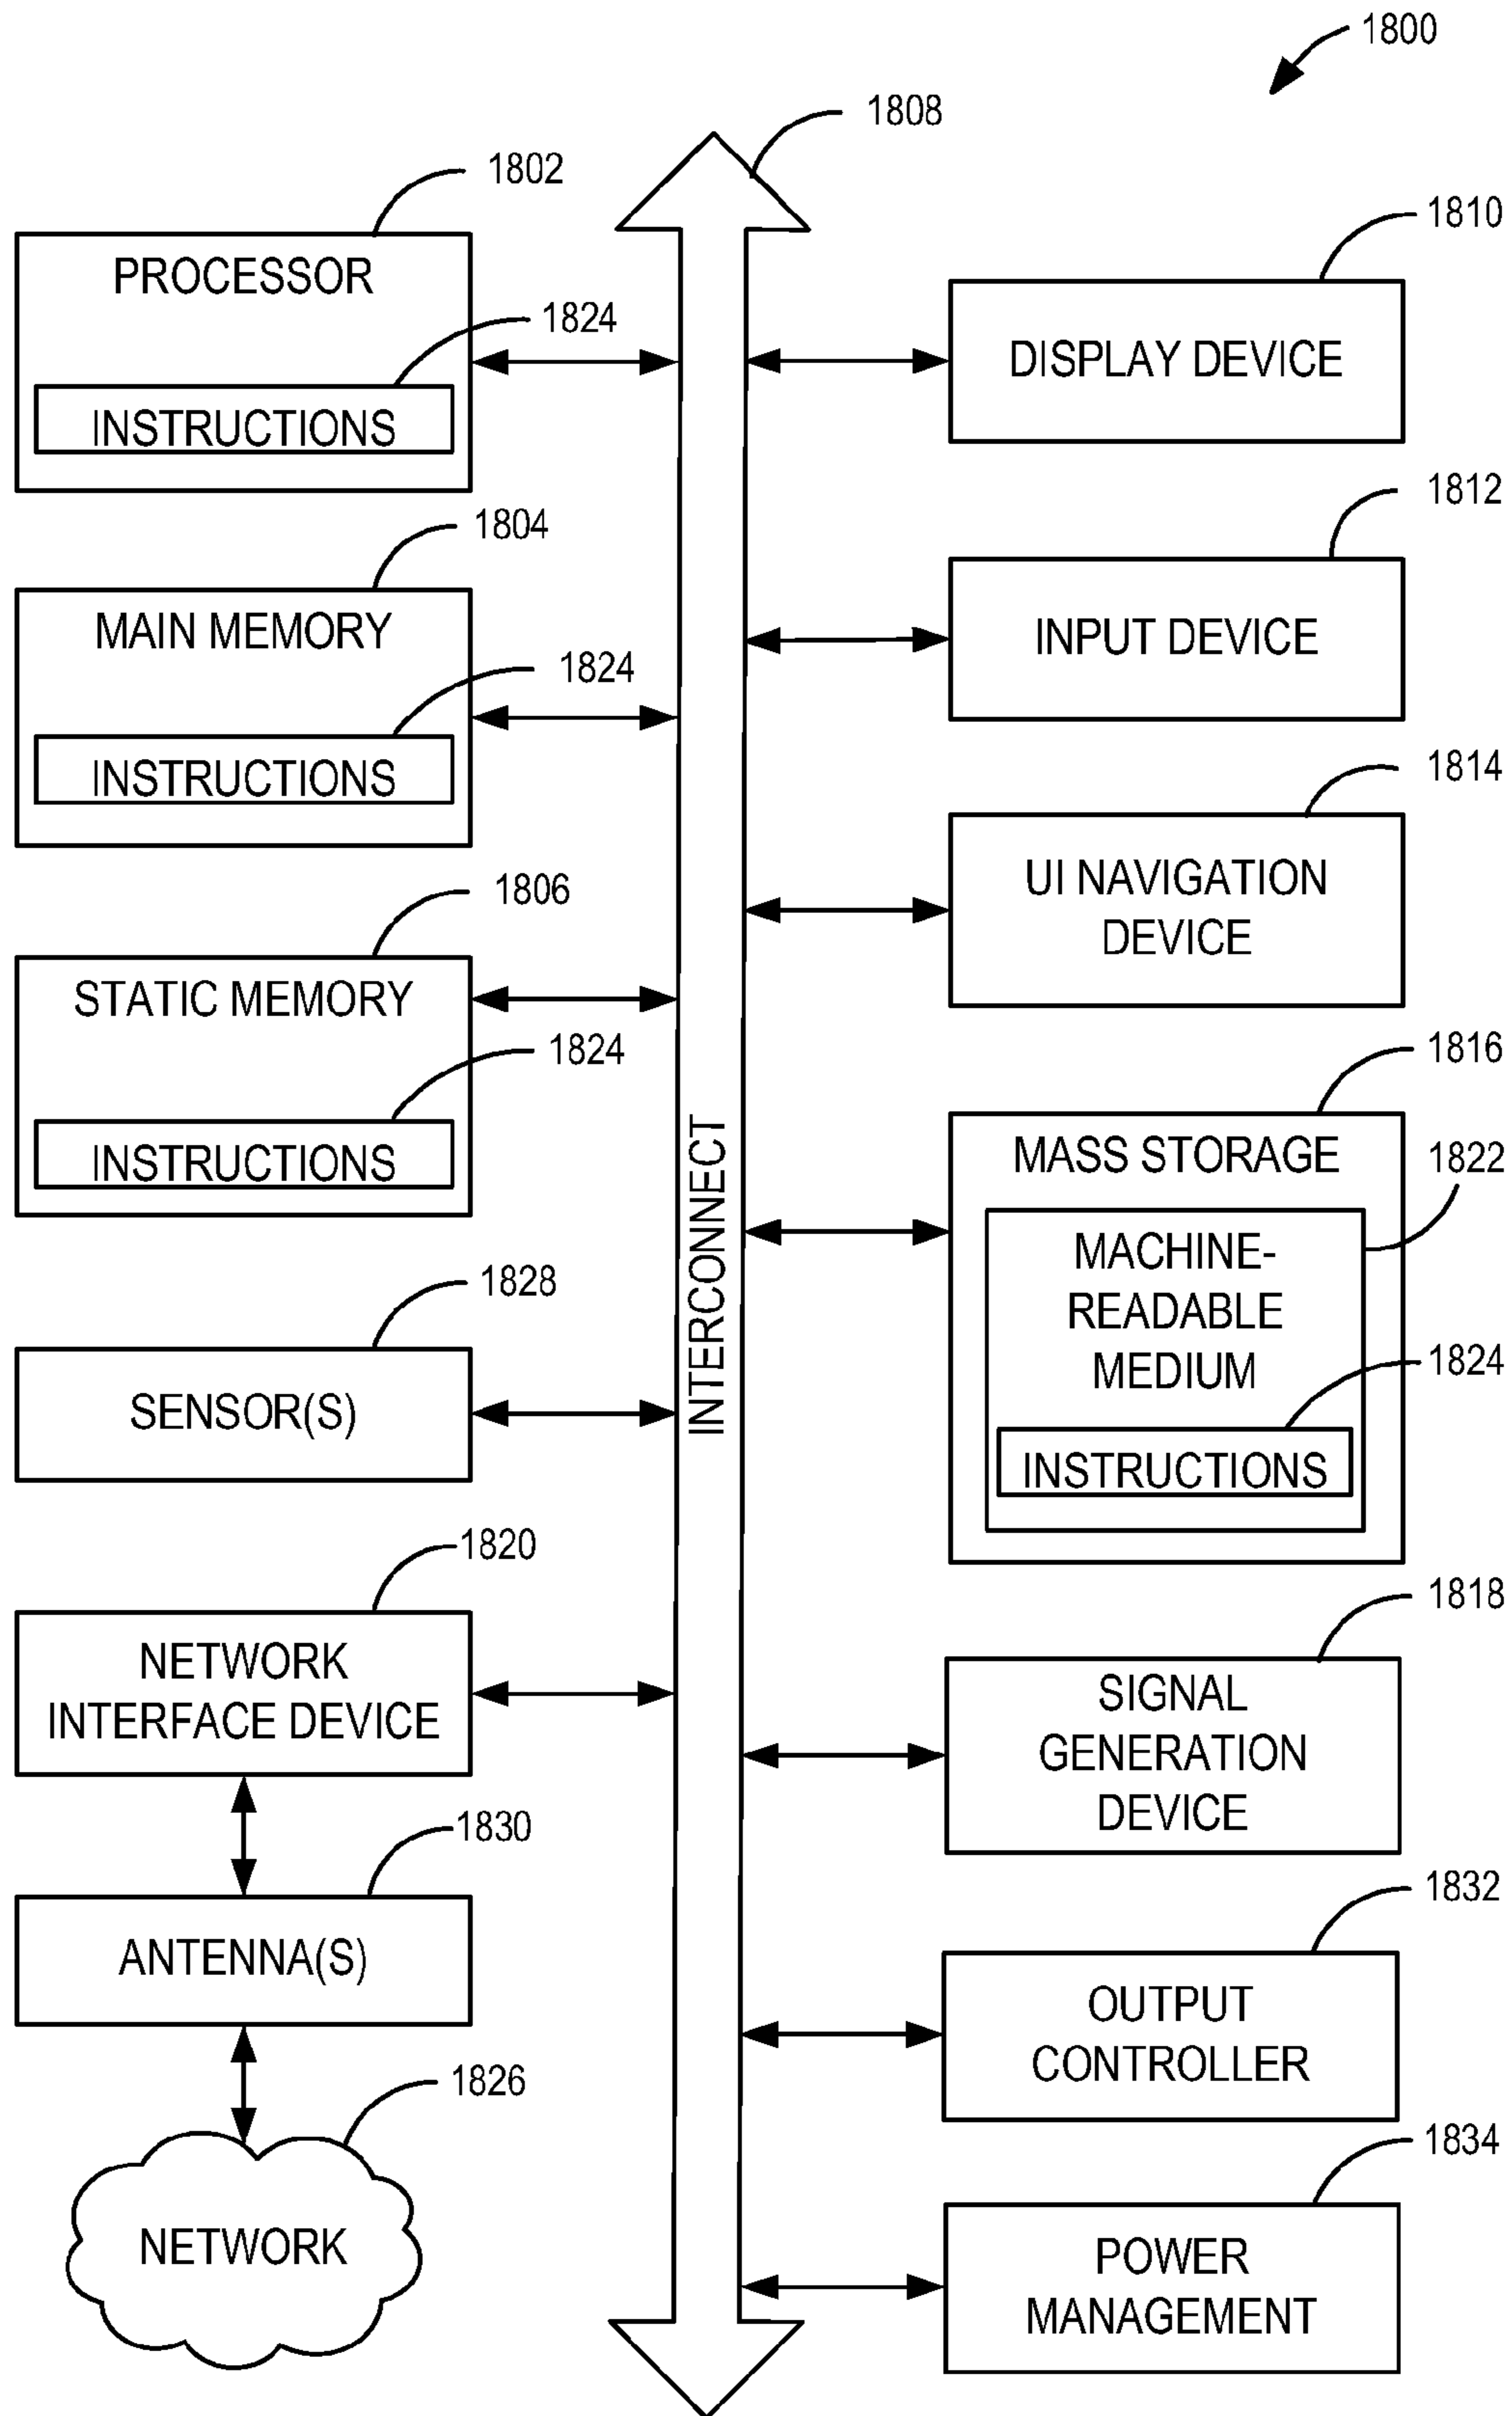 1800
1808
1802
PROCESSOR
1824
INSTRUCTIONS
1804
MAIN MEMORY
1824
INSTRUCTIONS
1806
STATIC MEMORY
1824
INSTRUCTIONS
1828
SENSOR(S)
1820
NETWORK
INTERFACE DEVICE
1830
ANTENNA(S)
1826
NETWORK
INTERCONNECT
1810
DISPLAY DEVICE
1812
INPUT DEVICE
1814
UI NAVIGATION
DEVICE
1816
MASS STORAGE
1822
MACHINE-
READABLE
MEDIUM
1824
INSTRUCTIONS
1818
SIGNAL
GENERATION
DEVICE
1832
OUTPUT
CONTROLLER
1834
POWER
MANAGEMENT